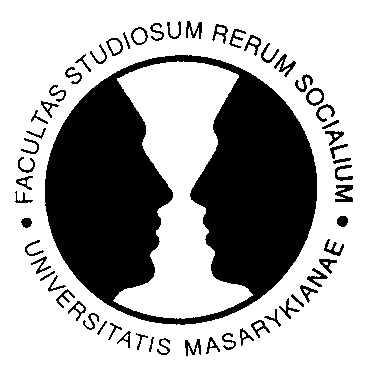 FACULTAS STUDIOSUM RERUM SOCIALIUM
UNIVERSITATIS MASARYKIANAE